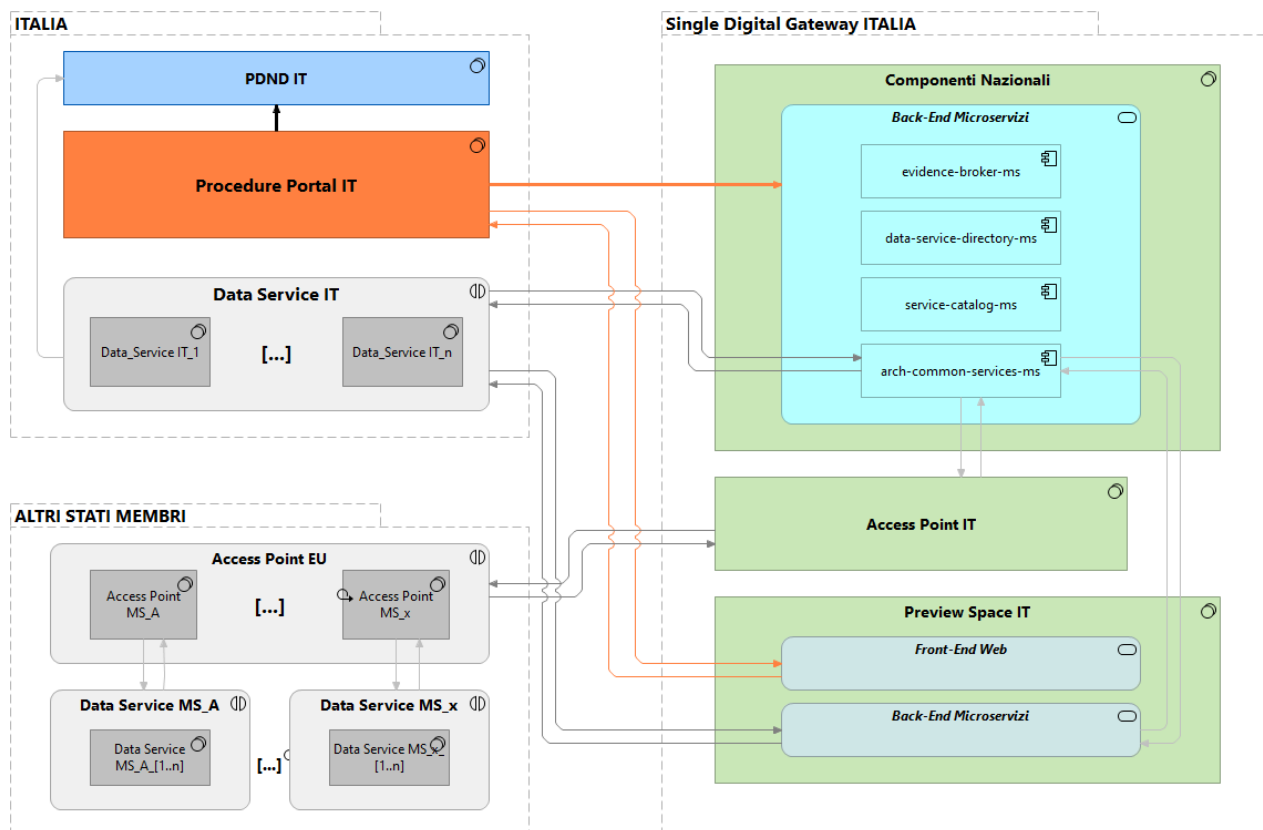 ITALIA
PDND IT
Procedure Portal IT
Data Service IT
Data_Service IT_1
[...]
Data_Service IT_n
ALTRI STATI MEMBRI
Access Point EU
Access Point
MS_A
[...]
Access Point
MS_x
Data Service MS_A
Data Service
MS_A_[1..n]
[...]
Data Service MS_x
Data Service MS_x_
[1..n]
Single Digital Gateway ITALIA
Componenti Nazionali
Back-End Microservizi
evidence-broker-ms
data-service-directory-ms
service-catalog-ms
arch-common-services-ms
Access Point IT
Preview Space IT
Front-End Web
Back-End Microservizi